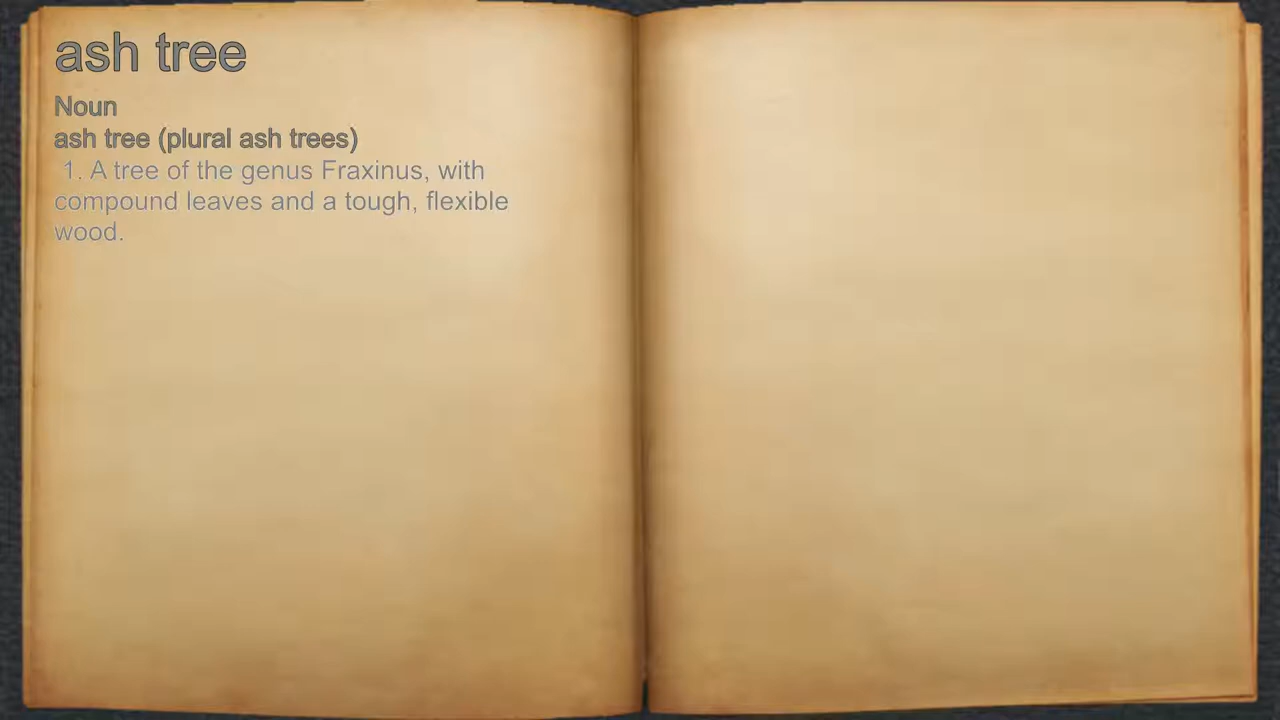 ash tree
Noun
ash tree (plural ash trees)
1. A tree of the genus Fraxinus, with
compound leaves and a tough, flexible
wood.